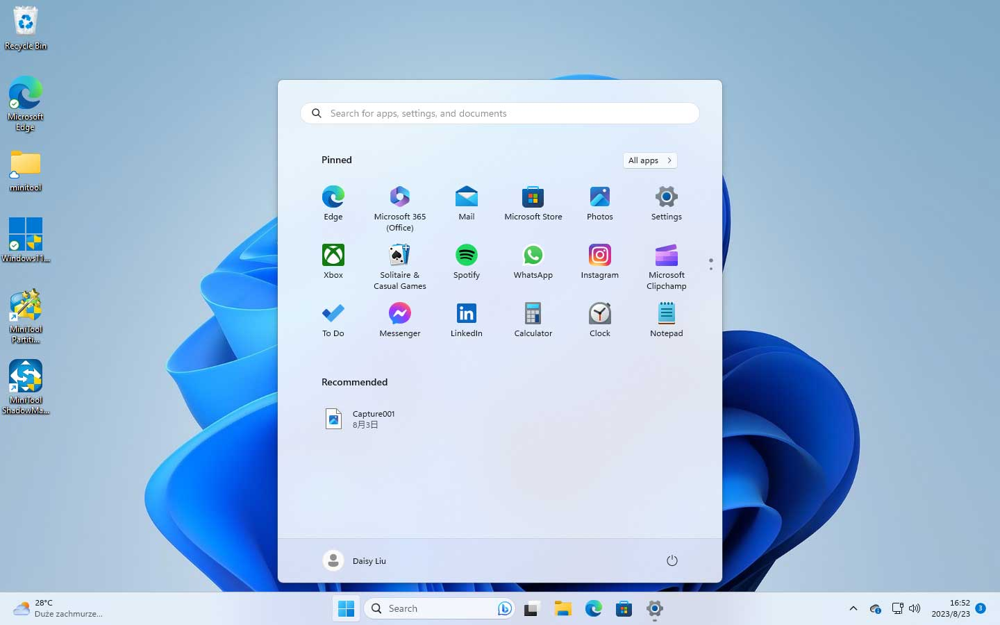 Recycle Bin
Microsoft
Edge
minitool
Windows11...
MiniTool
Partiti...
MiniTool
ShadowMa...
Search for apps, settings, and documents
Pinned
All apps
Edge
Microsoft 365
(Office)
Mail
Microsoft Store
Photos
Settings
Xbox
Solitaire &
Casual Games
Spotify
WhatsApp
Instagram
Microsoft
Clipchamp
To Do
Messenger
LinkedIn
Calculator
Clock
Notepad
Recommended
Capture001
8月3日
Daisy Liu
28°C
Duże zachmurze...
Search
16:52
2023/8/23
3